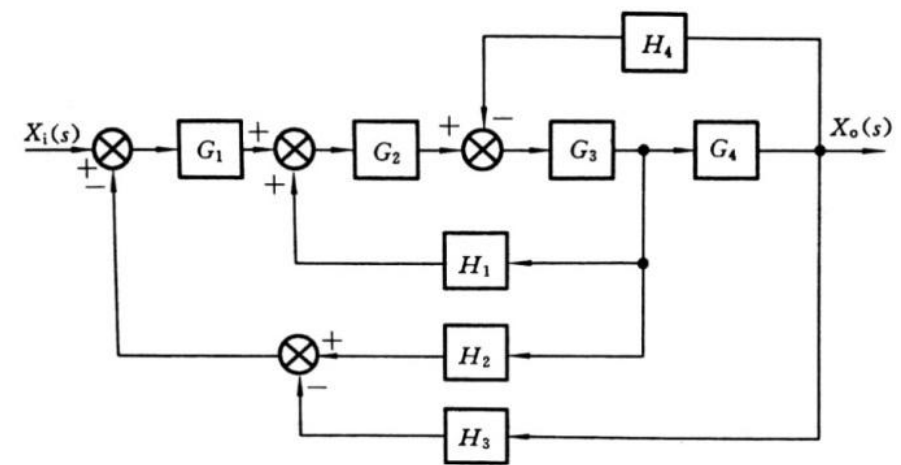 H₄
Xᵢ(s) + − G₁ + + G₂ + − G₃ G₄ Xₒ(s)
H₁
H₂ +
− H₃